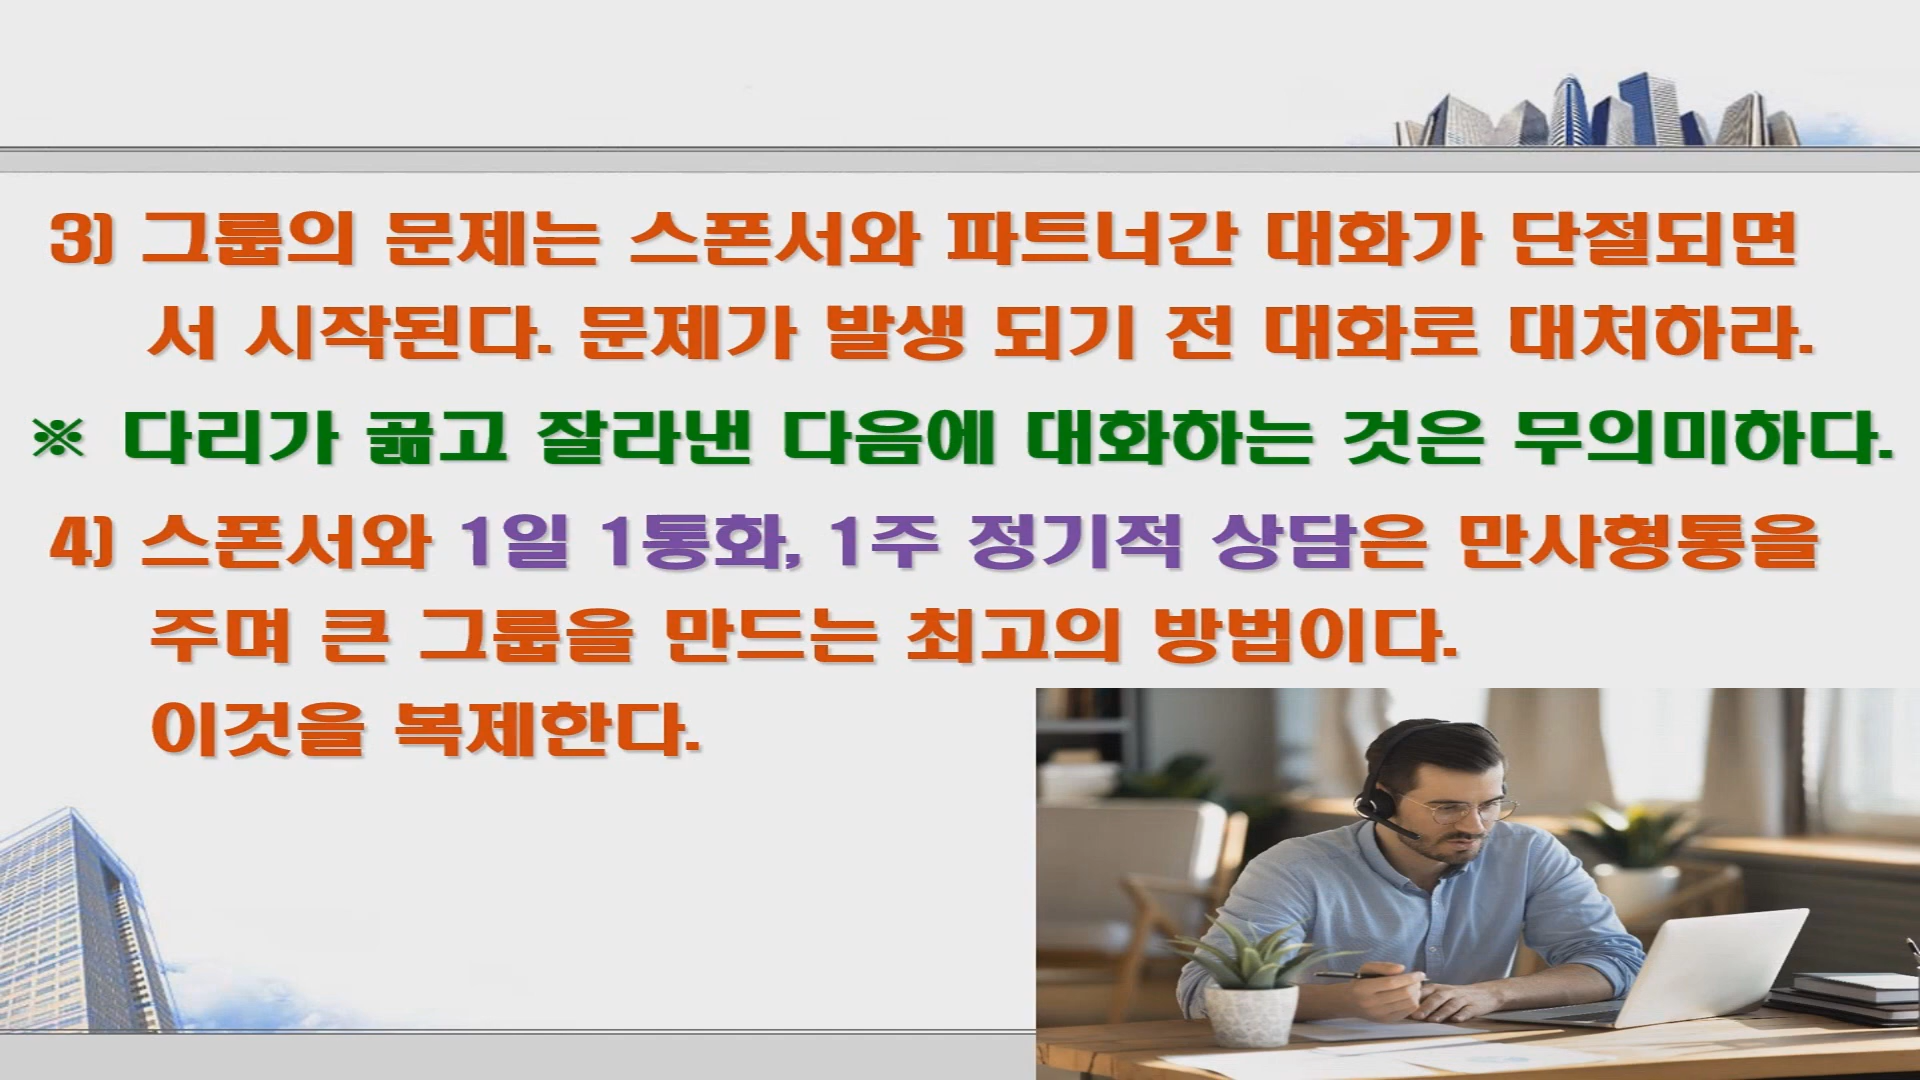 3) 그룹의 문제는 스폰서와 파트너간 대화가 단절되면
서 시작된다. 문제가 발생 되기 전 대화로 대처하라.
※ 다리가 곪고 잘라낸 다음에 대화하는 것은 무의미하다.
4) 스폰서와 1일 1통화, 1주 정기적 상담은 만사형통을
주며 큰 그룹을 만드는 최고의 방법이다.
이것을 복제한다.